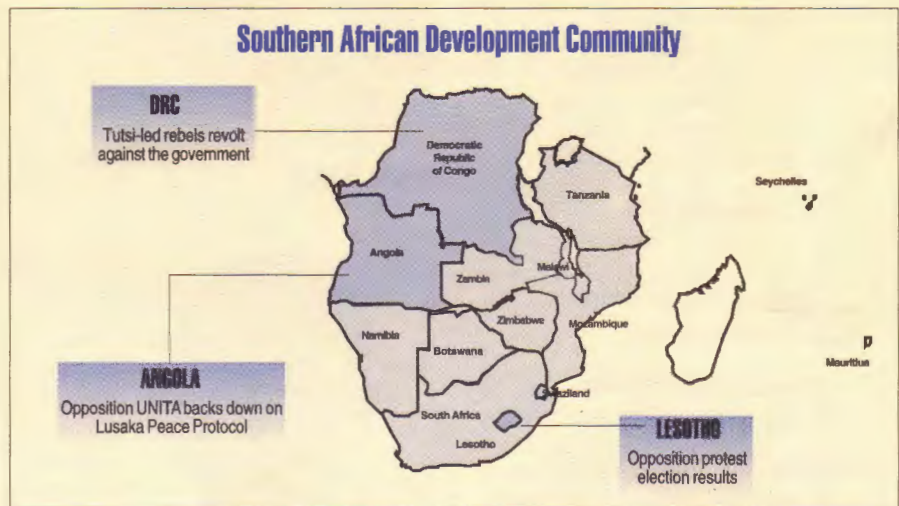 Southern African Development Community
DRC
Tutsi-led rebels revolt
against the government
Democratic
Republic
of Congo
Tanzania
Seychelles
Angola
Zambia
Malawi
Zimbabwe
Mozambique
Namibia
Botswana
Mauritius
ANGOLA
Opposition UNITA backs down on
Lusaka Peace Protocol
Swaziland
South Africa
Lesotho
LESOTHO
Opposition protest
election results